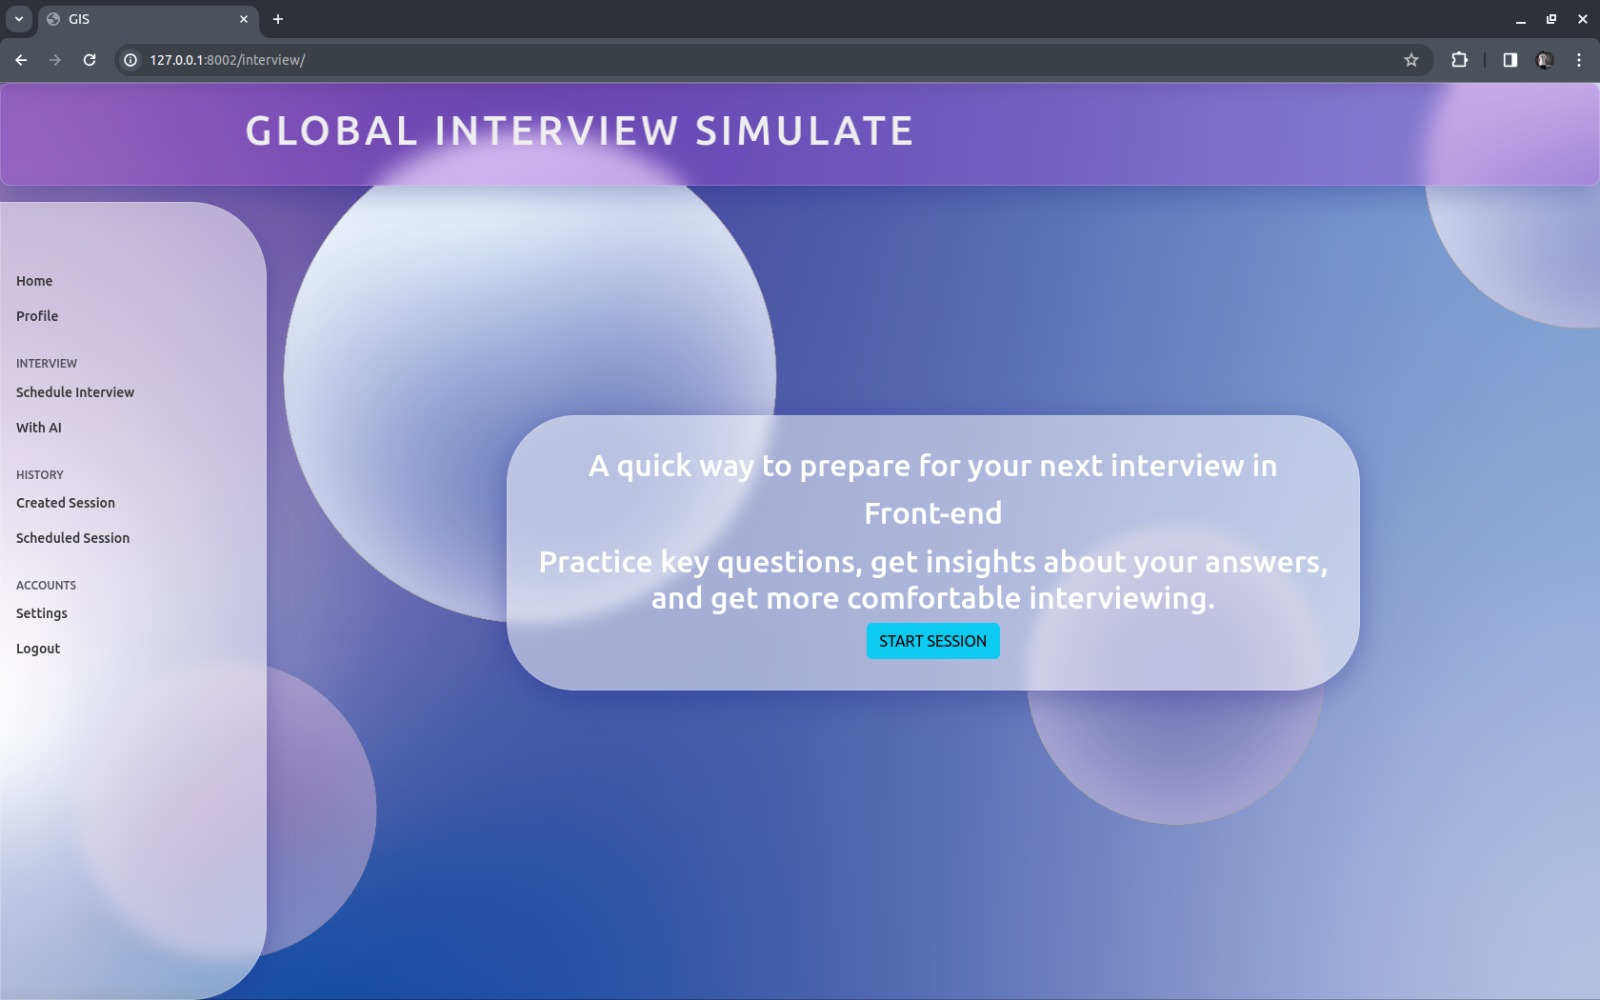 GIS
127.0.0.1:8002/interview/
GLOBAL INTERVIEW SIMULATE
Home
Profile
INTERVIEW
Schedule Interview
With AI
HISTORY
Created Session
Scheduled Session
ACCOUNTS
Settings
Logout
A quick way to prepare for your next interview in
Front-end
Practice key questions, get insights about your answers,
and get more comfortable interviewing.
START SESSION